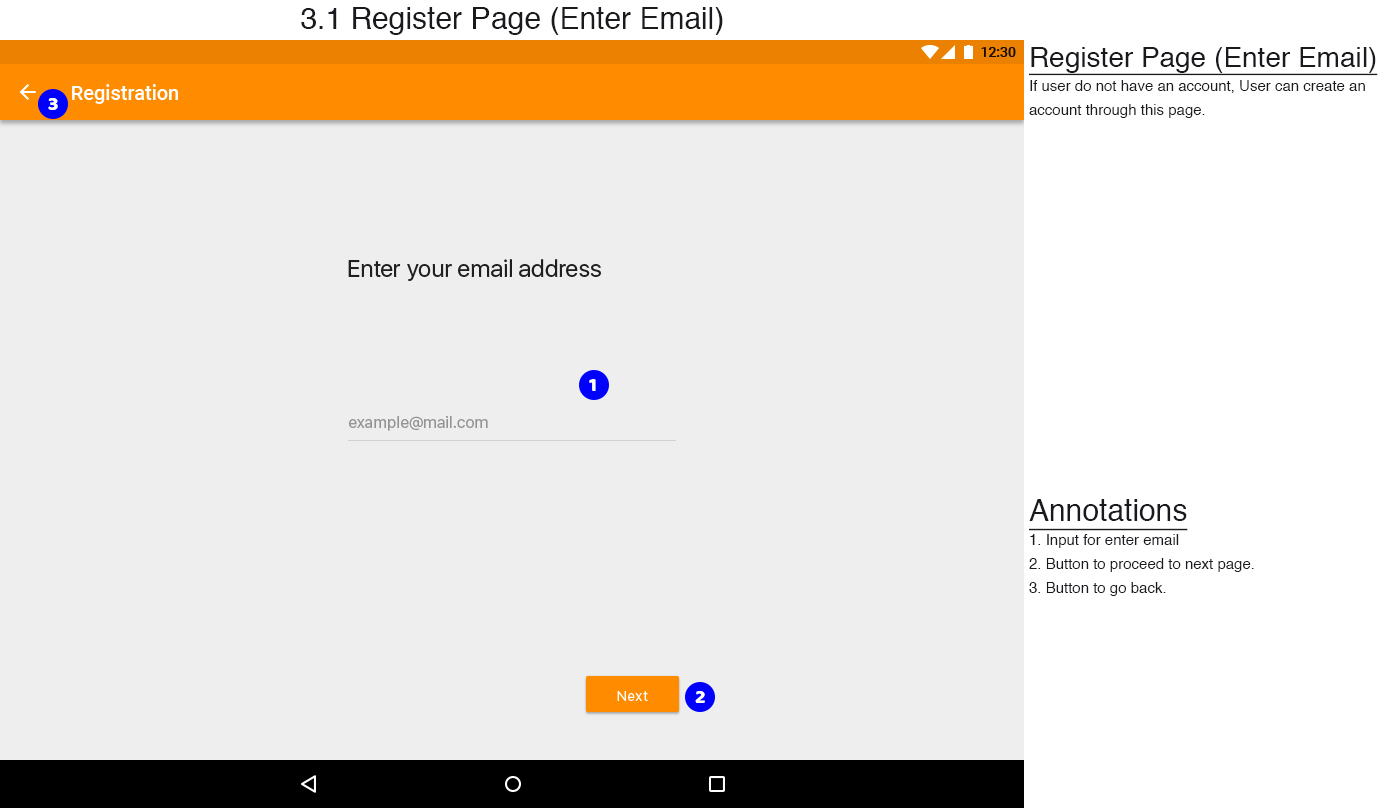 3.1 Register Page (Enter Email)
12:30
Registration
3
Enter your email address
1
example@mail.com
Next
2
Register Page (Enter Email)
If user do not have an account, User can create an
account through this page.
Annotations
1. Input for enter email
2. Button to proceed to next page.
3. Button to go back.